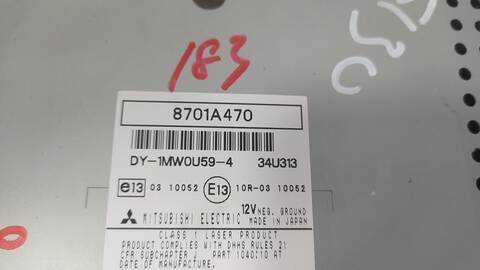 183
5130
8701A470
DY-1MW0U59-4 34U313
e13 03 10052 E13 10R-03 10052
MITSUBISHI ELECTRIC 12V NEG. GROUND
MADE IN JAPAN
CLASS 1 LASER PRODUCT
PRODUCT COMPLIES WITH DHHS RULES 21
CFR SUBCHAPTER J PART 1040.10 AT
DATE OF MANUFACTURE.